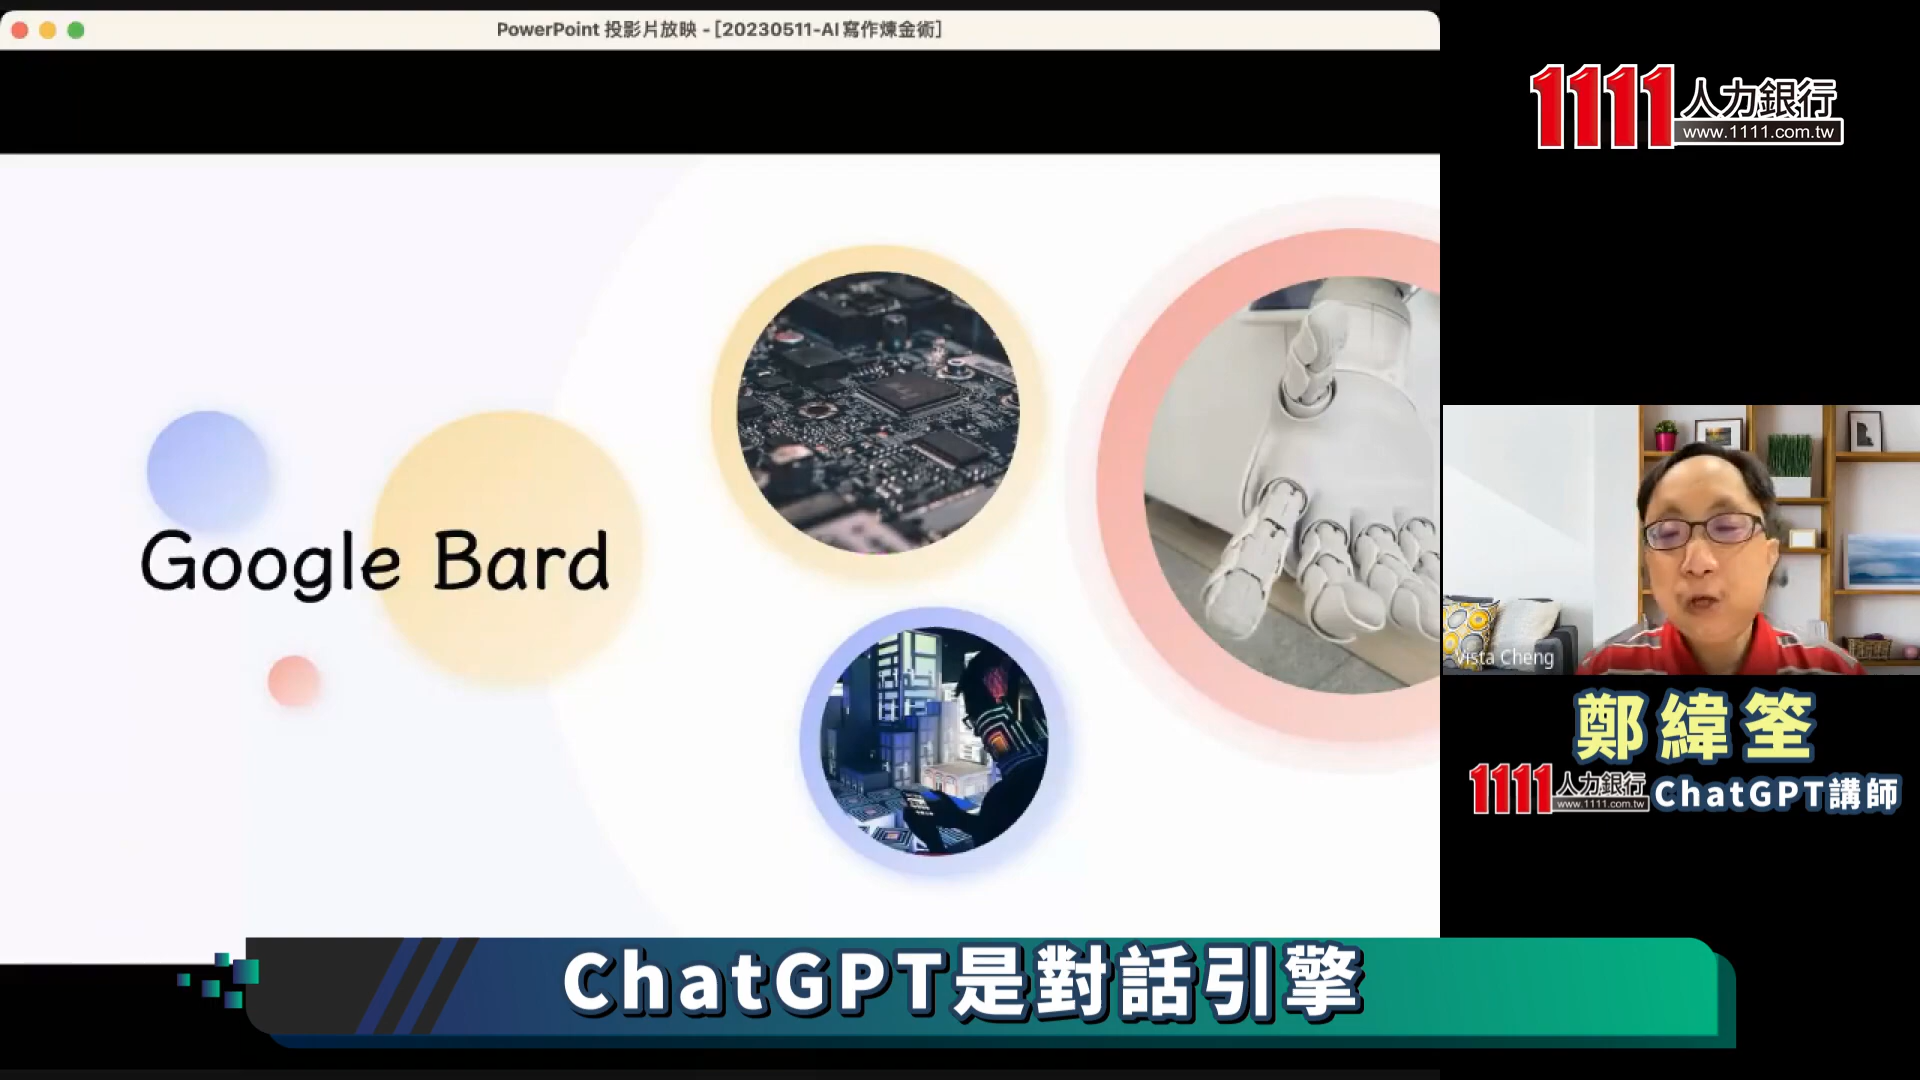 PowerPoint 投影片放映 - [20230511-AI寫作煉金術]
1111人力銀行
www.1111.com.tw
Google Bard
Vista Cheng
鄭緯筌
1111人力銀行
www.1111.com.tw
ChatGPT講師
ChatGPT是對話引擎